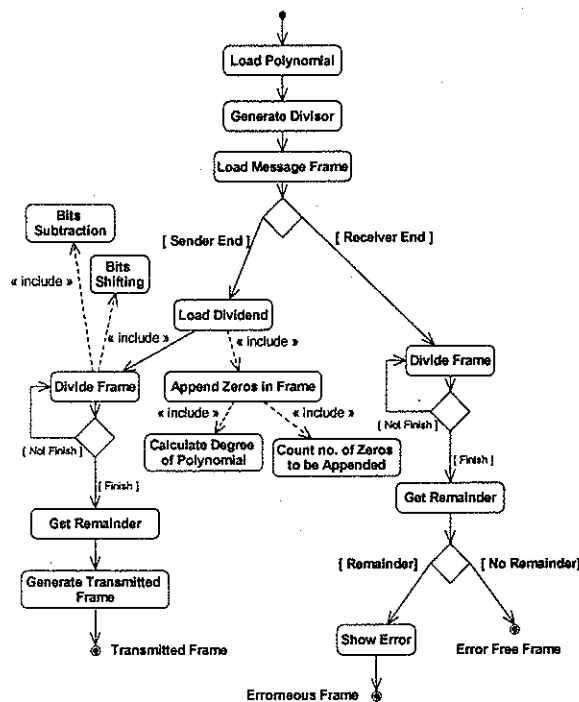 Load Polynomial
Generate Divisor
Load Message Frame
Bits
Subtraction
[ Sender End ]
[ Receiver End ]
« include »
Bits
Shifting
Load Dividend
« include »
« include »
Divide Frame
Append Zeros in Frame
Divide Frame
« include »
« include »
[ Not Finish ]
Calculate Degree
of Polynomial
Count no. of Zeros
to be Appended
[ Not Finish ]
[ Finish ]
[ Finish ]
Get Remainder
Get Remainder
Generate Transmitted
Frame
[ Remainder]
[ No Remainder]
Transmitted Frame
Show Error
Error Free Frame
Erromeous Frame